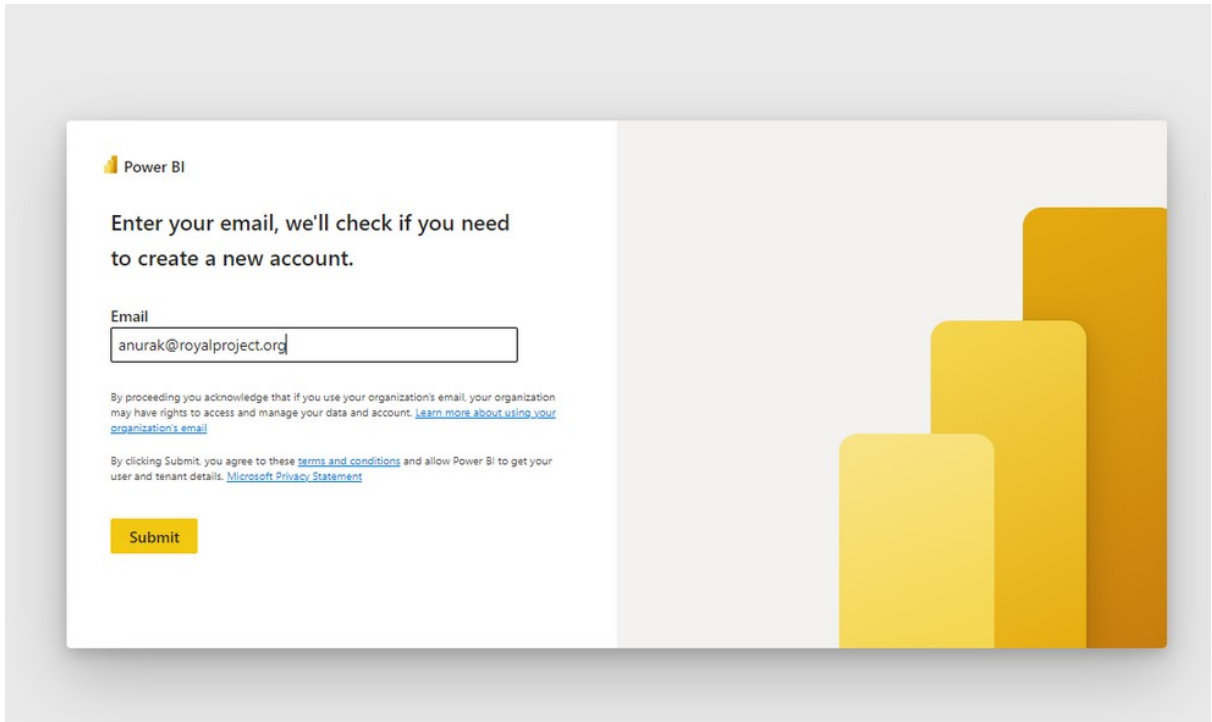 Power BI
Enter your email, we'll check if you need
to create a new account.
Email
anurak@royalproject.org
By proceeding you acknowledge that if you use your organization's email, your organization
may have rights to access and manage your data and account. Learn more about using your
organization's email
By clicking Submit, you agree to these terms and conditions and allow Power BI to get your
user and tenant details. Microsoft Privacy Statement
Submit